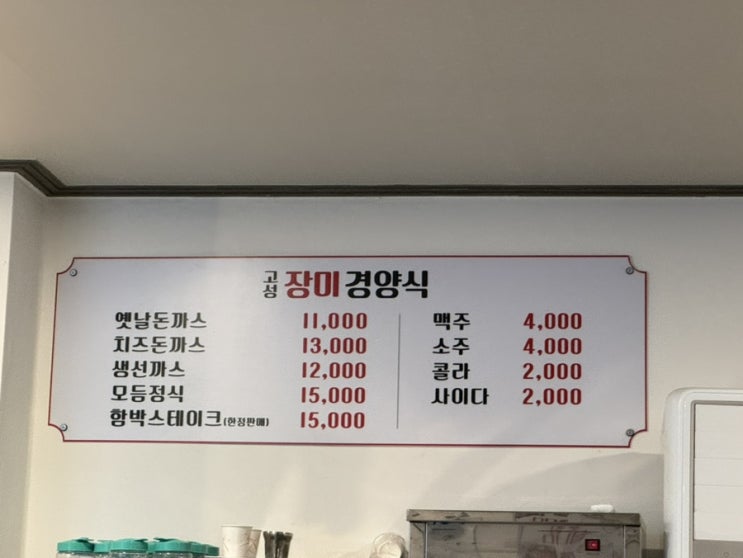 고성 장미경양식
옛날돈까스 11,000
치즈돈까스 13,000
생선까스 12,000
모듬정식 15,000
함박스테이크(한정판매) 15,000
맥주 4,000
소주 4,000
콜라 2,000
사이다 2,000